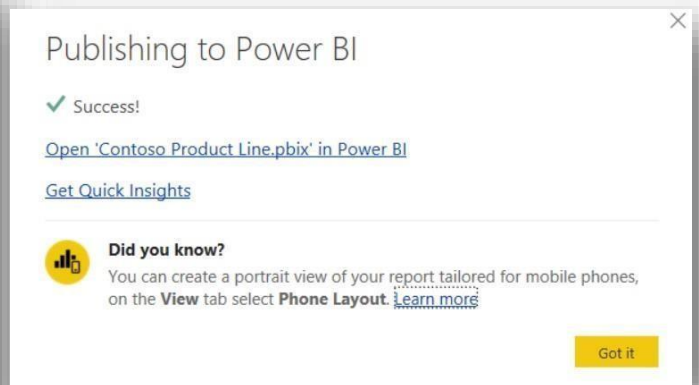 Publishing to Power BI
Success!
Open 'Contoso Product Line.pbix' in Power BI
Get Quick Insights
Did you know?
You can create a portrait view of your report tailored for mobile phones,
on the View tab select Phone Layout. Learn more
Got it